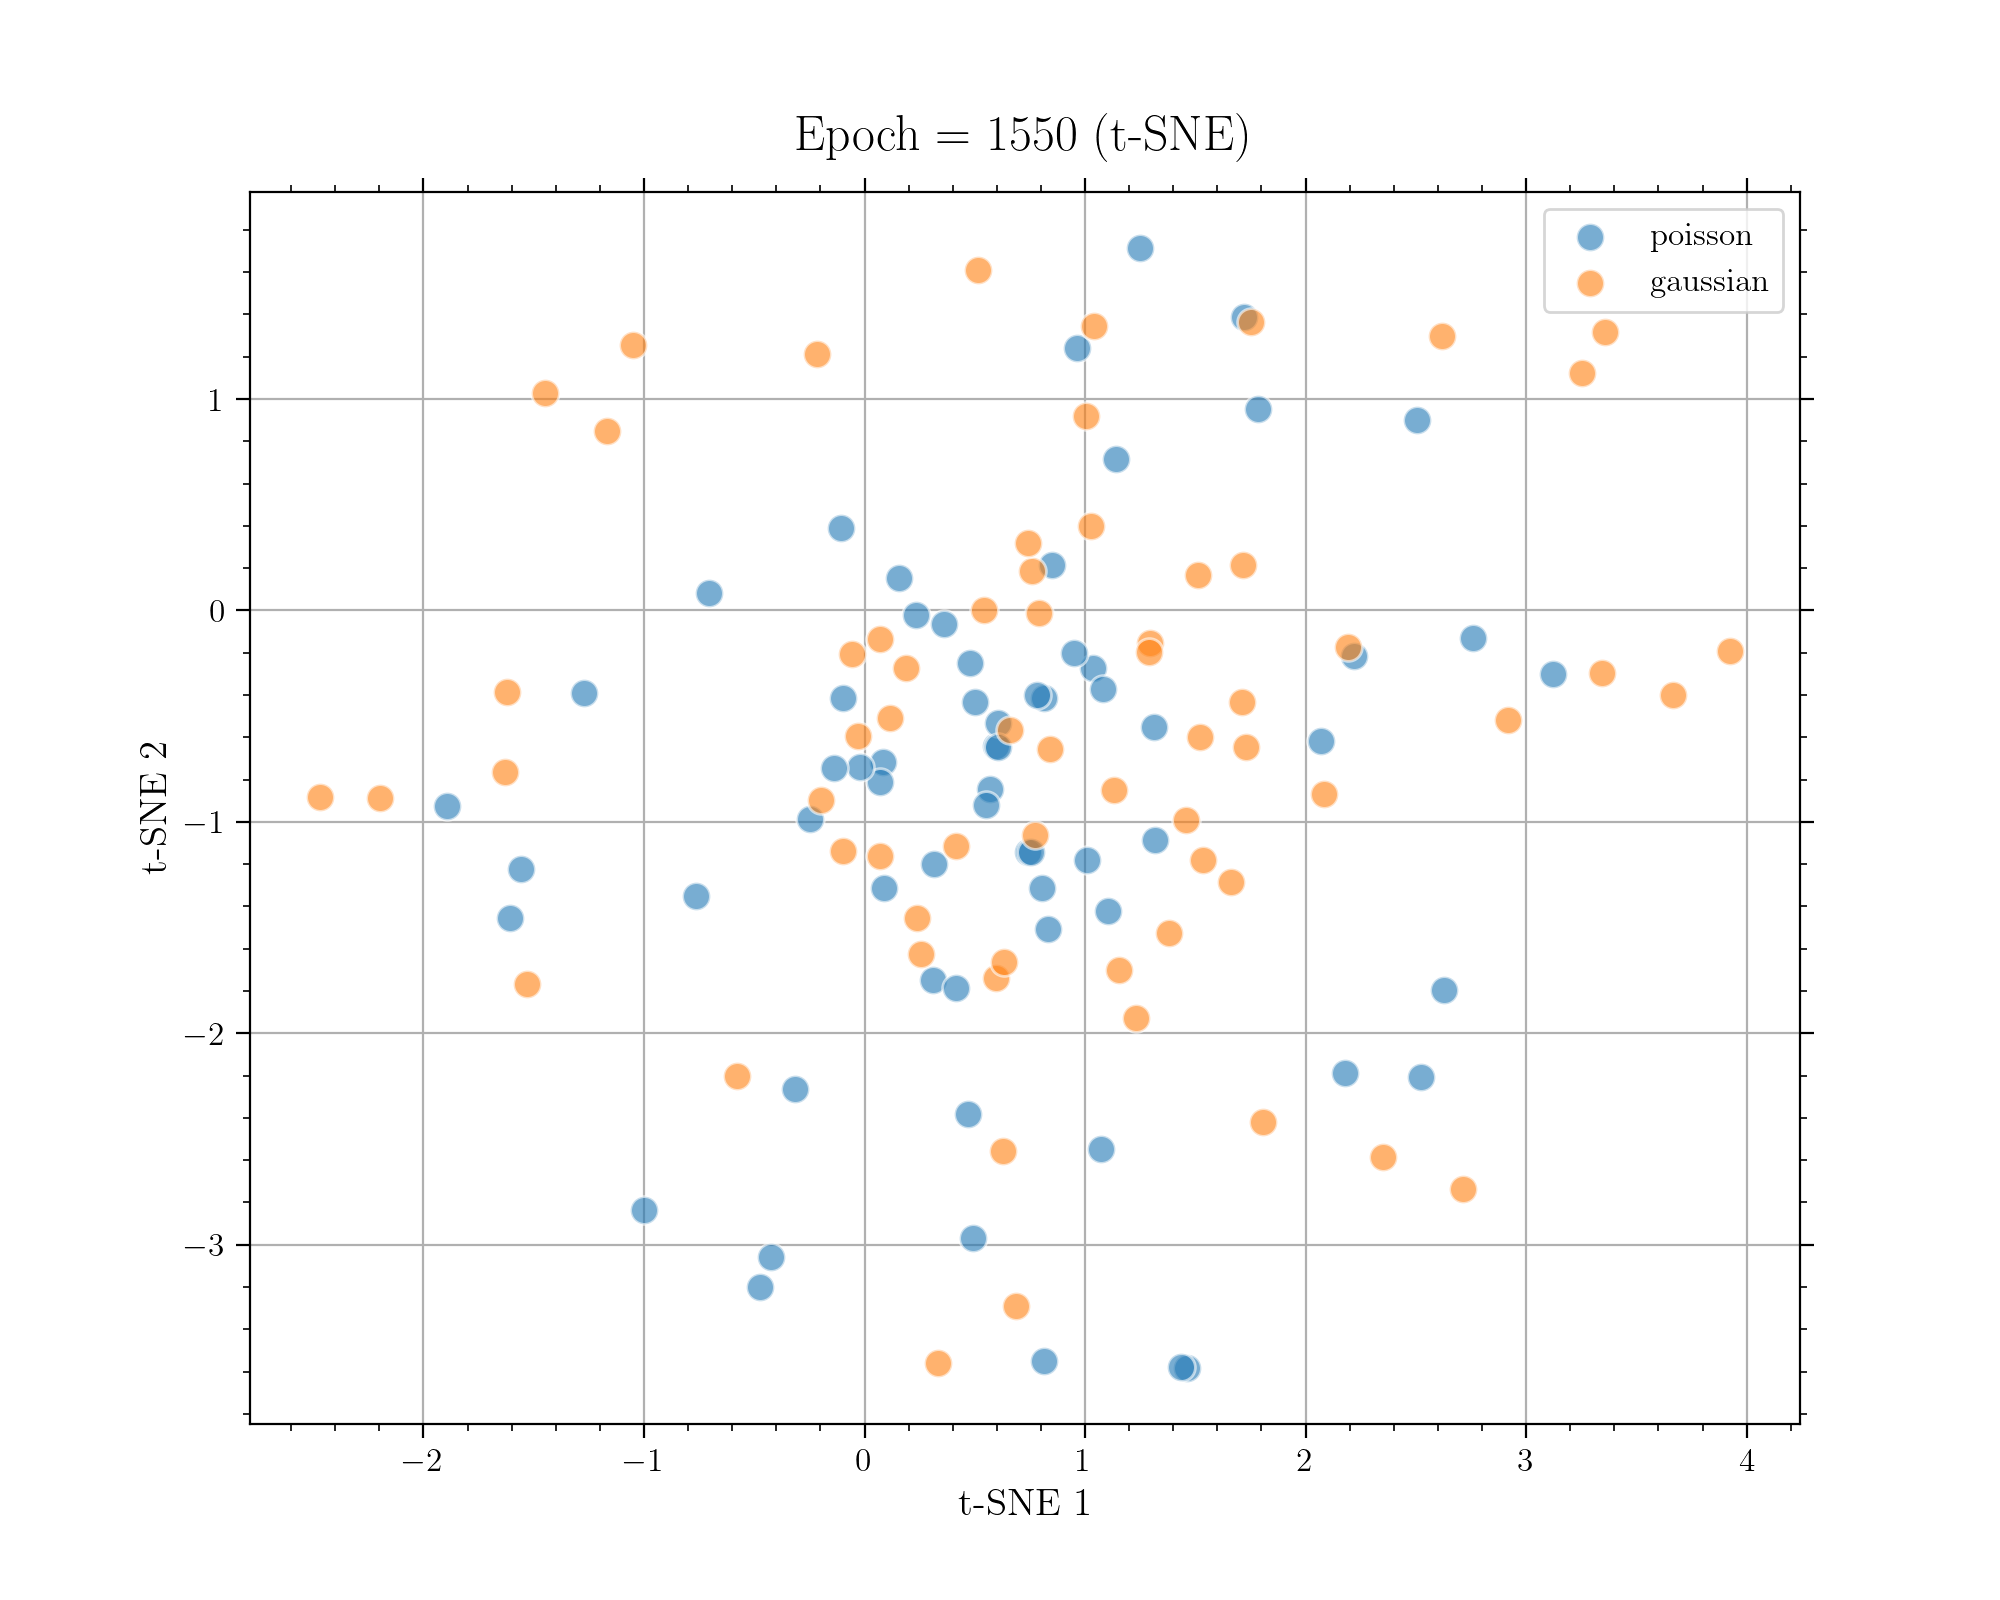 Epoch = 1550 (t-SNE)
poisson
gaussian
1
0
−1
−2
−3
t-SNE 2
−2
−1
0
1
2
3
4
t-SNE 1